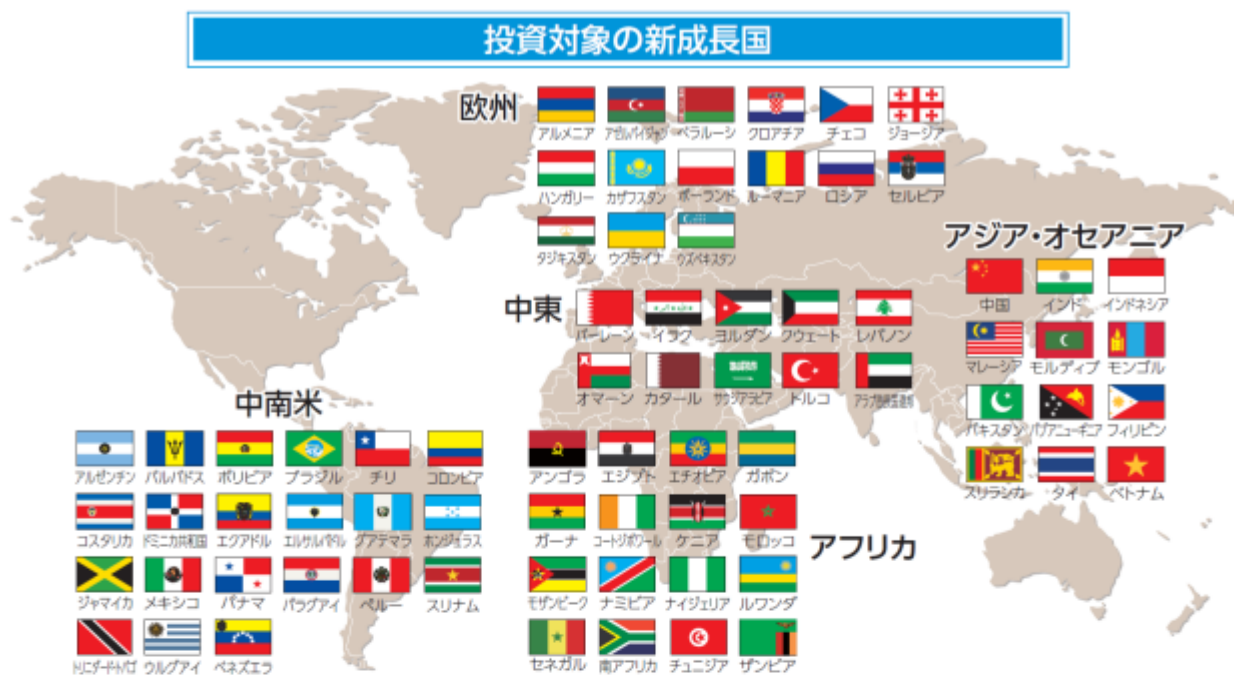 投資対象の新成長国
欧州
アルメニア アゼルバイジャン ベラルーシ クロアチア チェコ ジョージア
ハンガリー カザフスタン ポーランド ルーマニア ロシア セルビア
タジキスタン ウクライナ ウズベキスタン
アジア・オセアニア
中国 インド インドネシア
マレーシア モルディブ モンゴル
パキスタン パプアニューギニア フィリピン
スリランカ タイ ベトナム
中東
バーレーン イラク ヨルダン クウェート レバノン
オマーン カタール サウジアラビア トルコ アラブ首長国連邦
中南米
アルゼンチン バルバドス ボリビア ブラジル チリ コロンビア
コスタリカ ドミニカ共和国 エクアドル エルサルバドル グアテマラ ホンジュラス
ジャマイカ メキシコ パナマ パラグアイ ペルー スリナム
トリニダード・トバゴ ウルグアイ ベネズエラ
アフリカ
アンゴラ エジプト エチオピア ガボン
ガーナ コートジボワール ケニア モロッコ
モザンビーク ナミビア ナイジェリア ルワンダ
セネガル 南アフリカ チュニジア ザンビア